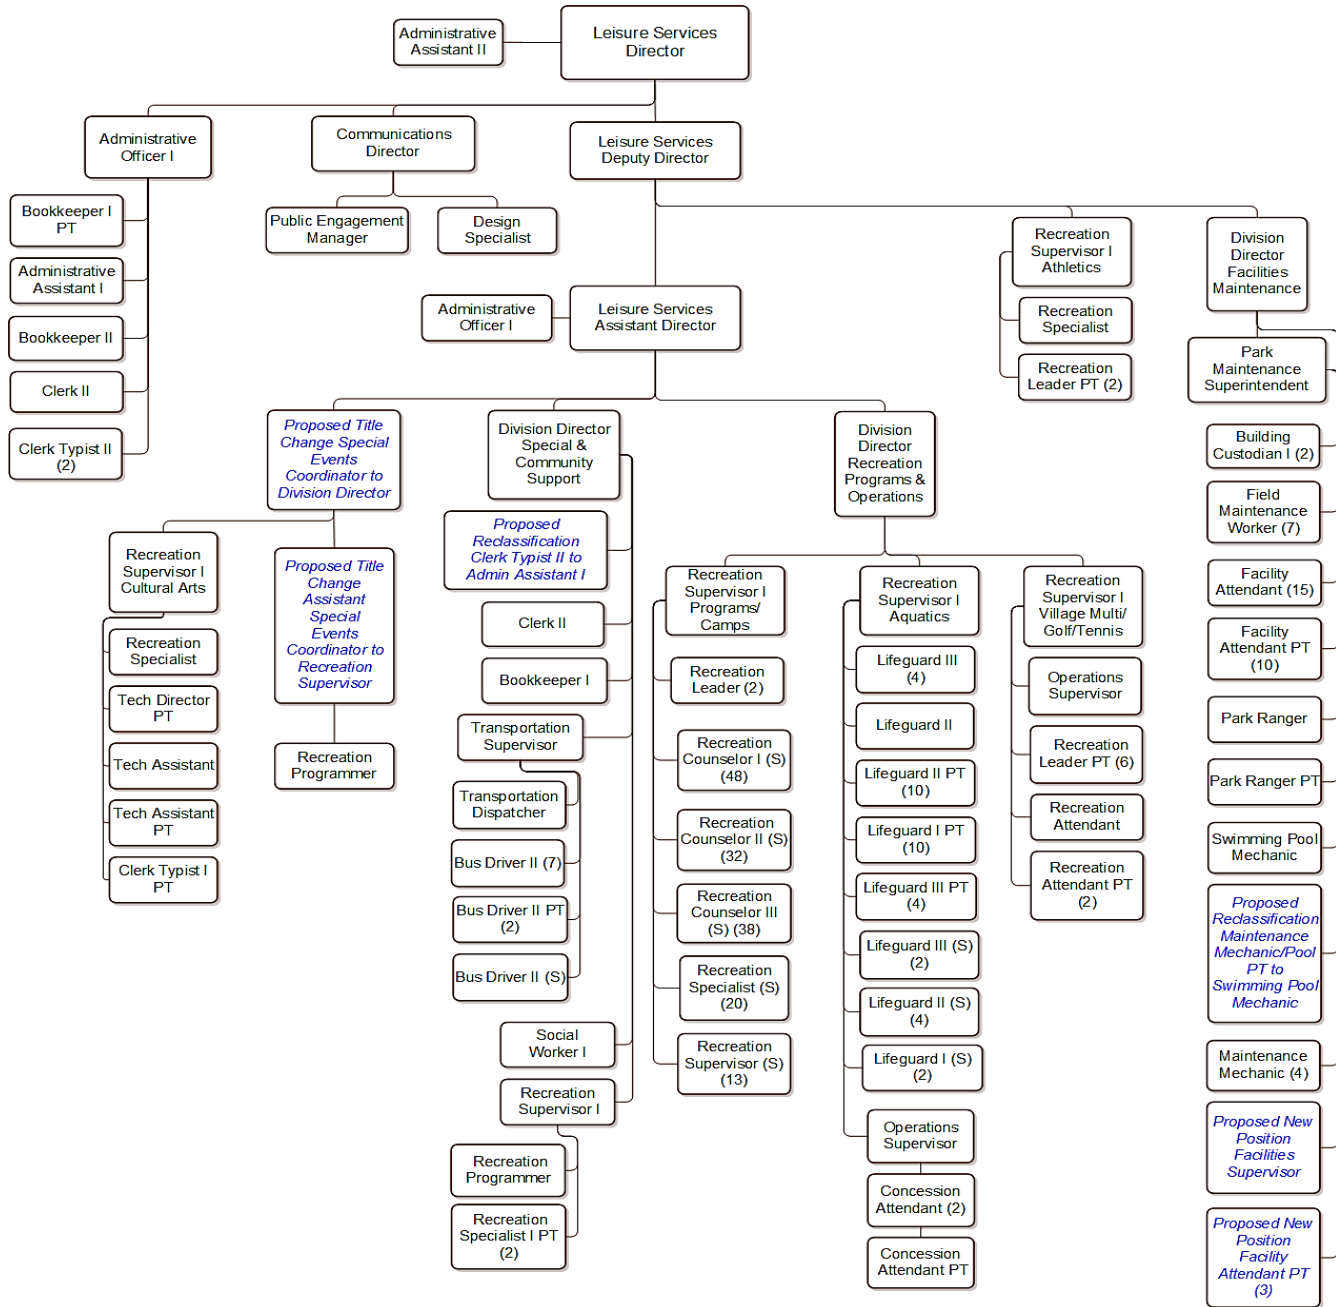 Administrative
Assistant II
Leisure Services
Director
Administrative
Officer I
Communications
Director
Leisure Services
Deputy Director
Bookkeeper I
PT
Administrative
Assistant I
Bookkeeper II
Clerk II
Clerk Typist II
(2)
Public Engagement
Manager
Design
Specialist
Recreation
Supervisor I
Athletics
Recreation
Specialist
Recreation
Leader PT (2)
Division
Director
Facilities
Maintenance
Administrative
Officer I
Leisure Services
Assistant Director
Park
Maintenance
Superintendent
Proposed Title
Change Special
Events
Coordinator to
Division Director
Division Director
Special &
Community
Support
Division
Director
Recreation
Programs &
Operations
Recreation
Supervisor I
Cultural Arts
Recreation
Specialist
Tech Director
PT
Tech Assistant
Tech Assistant
PT
Clerk Typist I
PT
Proposed Title
Change
Assistant
Special
Events
Coordinator to
Recreation
Supervisor
Recreation
Programmer
Proposed
Reclassification
Clerk Typist II to
Admin Assistant I
Clerk II
Bookkeeper I
Transportation
Supervisor
Transportation
Dispatcher
Bus Driver II (7)
Bus Driver II PT
(2)
Bus Driver II (S)
Social
Worker I
Recreation
Supervisor I
Recreation
Programmer
Recreation
Specialist I PT
(2)
Recreation
Supervisor I
Programs/
Camps
Recreation
Leader (2)
Recreation
Counselor I (S)
(48)
Recreation
Counselor II (S)
(32)
Recreation
Counselor III
(S) (38)
Recreation
Specialist (S)
(20)
Recreation
Supervisor (S)
(13)
Recreation
Supervisor I
Aquatics
Lifeguard III
(4)
Lifeguard II
Lifeguard II PT
(10)
Lifeguard I PT
(10)
Lifeguard III PT
(4)
Lifeguard III (S)
(2)
Lifeguard II (S)
(4)
Lifeguard I (S)
(2)
Operations
Supervisor
Concession
Attendant (2)
Concession
Attendant PT
Recreation
Supervisor I
Village Multi/
Golf/Tennis
Operations
Supervisor
Recreation
Leader PT (6)
Recreation
Attendant
Recreation
Attendant PT
(2)
Building
Custodian I (2)
Field
Maintenance
Worker (7)
Facility
Attendant (15)
Facility
Attendant PT
(10)
Park Ranger
Park Ranger PT
Swimming Pool
Mechanic
Proposed
Reclassification
Maintenance
Mechanic/Pool
PT to
Swimming Pool
Mechanic
Maintenance
Mechanic (4)
Proposed New
Position
Facilities
Supervisor
Proposed New
Position
Facility
Attendant PT
(3)